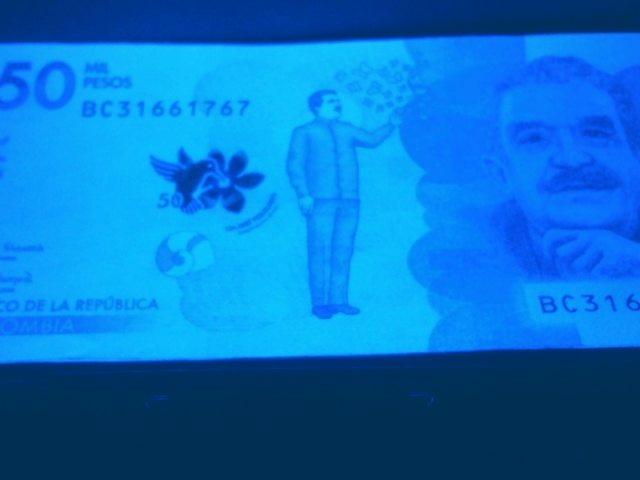 50 MIL
PESOS
BC31661767
50
CO DE LA REPÚBLICA
OMBIA
BC316